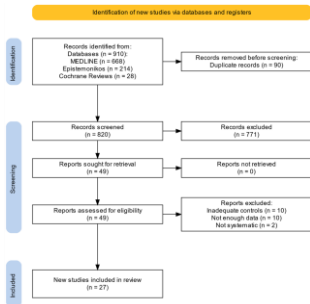 Identification of new studies via databases and registers
Identification
Records identified from:
Databases (n = 910):
MEDLINE (n = 668)
Epistemonikos (n = 214)
Cochrane Reviews (n = 28)
Records removed before screening:
Duplicate records (n = 90)
Screening
Records screened
(n = 820)
Records excluded
(n = 771)
Reports sought for retrieval
(n = 49)
Reports not retrieved
(n = 0)
Reports assessed for eligibility
(n = 49)
Reports excluded:
Inadequate controls (n = 10)
Not enough data (n = 10)
Not systematic (n = 2)
Included
New studies included in review
(n = 27)